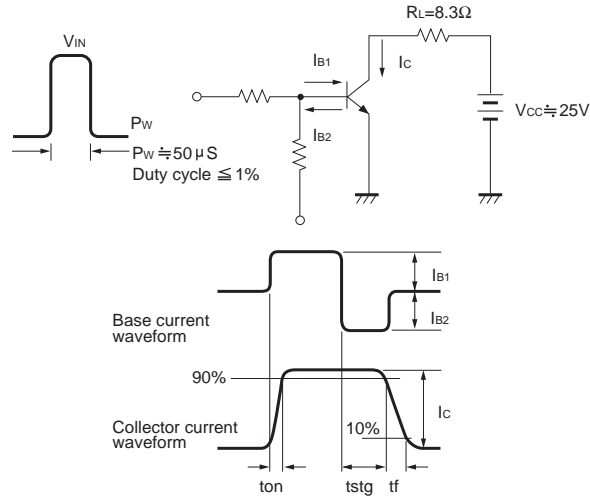 RL=8.3Ω
VIN
IB1
IC
PW
IB2
VCC≒25V
PW≒50μS
Duty cycle ≦ 1%
IB1
Base current
waveform
IB2
90%
Collector current
waveform
10%
IC
ton
tstg
tf